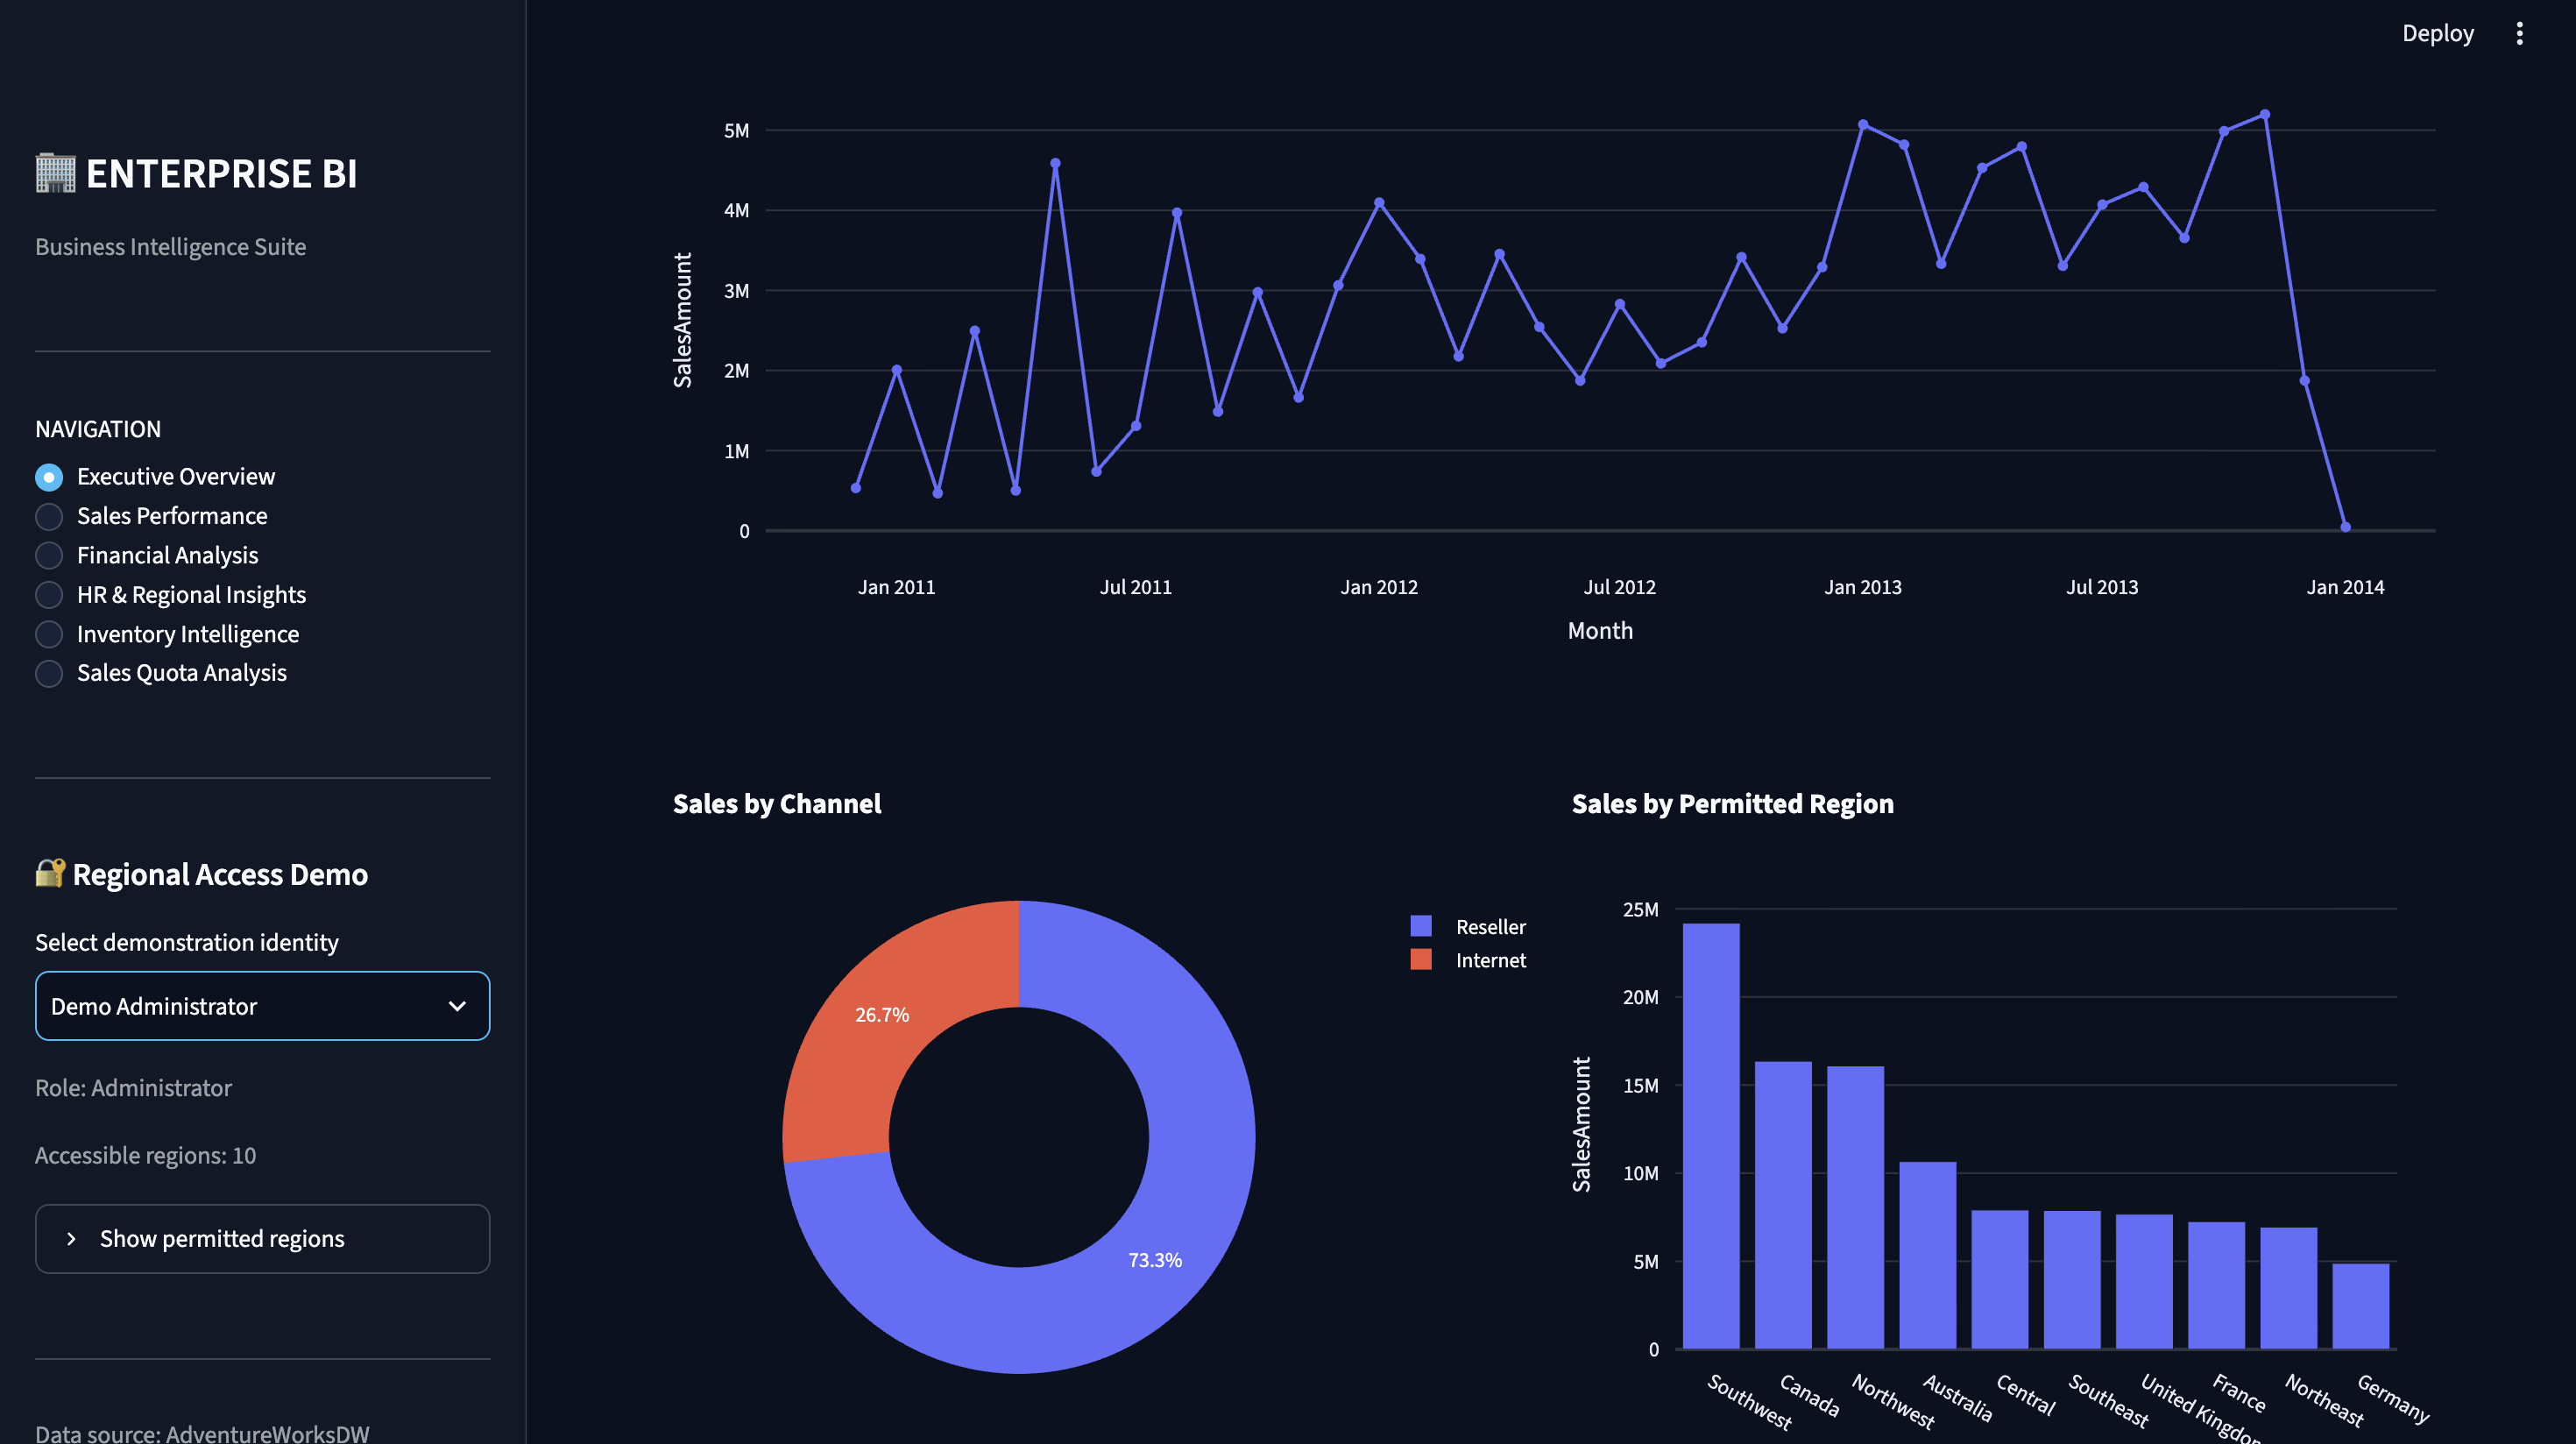 Deploy
ENTERPRISE BI
Business Intelligence Suite
NAVIGATION
Executive Overview
Sales Performance
Financial Analysis
HR & Regional Insights
Inventory Intelligence
Sales Quota Analysis
Regional Access Demo
Select demonstration identity
Demo Administrator
Role: Administrator
Accessible regions: 10
Show permitted regions
Data source: AdventureWorksDW
SalesAmount
5M
4M
3M
2M
1M
0
Jan 2011 Jul 2011 Jan 2012 Jul 2012 Jan 2013 Jul 2013 Jan 2014
Month
Sales by Channel
26.7%
73.3%
Reseller
Internet
Sales by Permitted Region
SalesAmount
25M
20M
15M
10M
5M
0
Southwest Canada Northwest Australia Central Southeast United France Northeast Germany